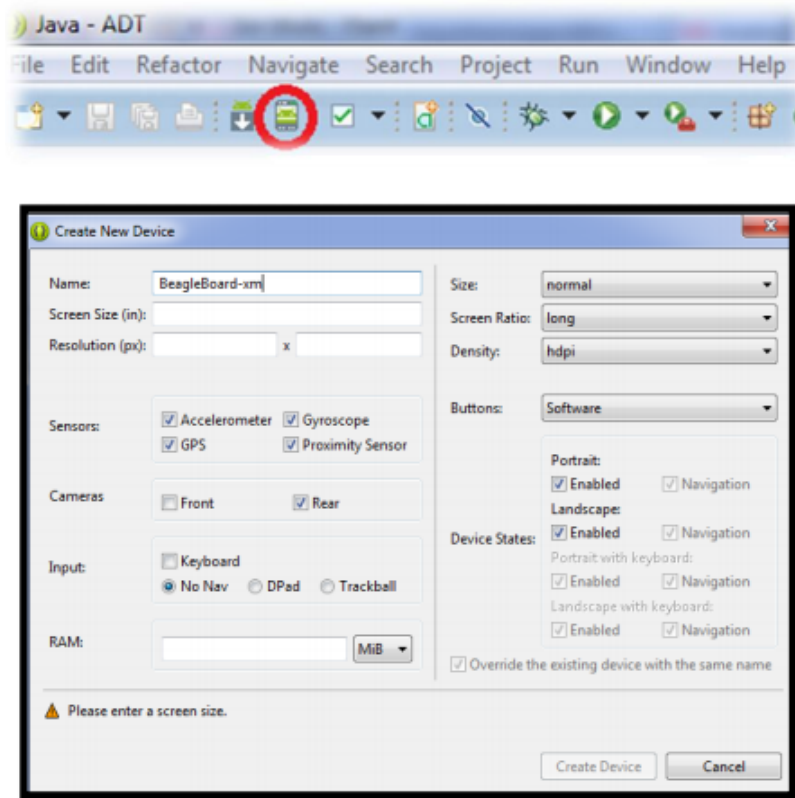 Java - ADT
File Edit Refactor Navigate Search Project Run Window Help
Create New Device
Name: BeagleBoard-xm
Screen Size (in):
Resolution (px): x
Sensors: Accelerometer Gyroscope
GPS Proximity Sensor
Cameras Front Rear
Input: Keyboard
No Nav DPad Trackball
RAM: MiB
Size: normal
Screen Ratio: long
Density: hdpi
Buttons: Software
Device States:
Portrait:
Enabled Navigation
Landscape:
Enabled Navigation
Portrait with keyboard:
Enabled Navigation
Landscape with keyboard:
Enabled Navigation
Override the existing device with the same name
Please enter a screen size.
Create Device Cancel